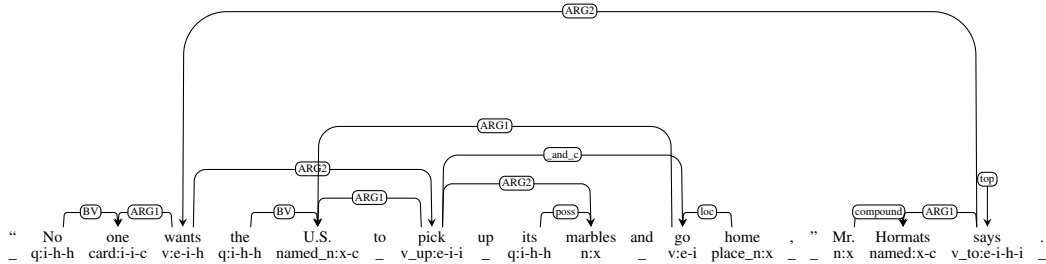 ARG2
ARG1
_and_c
ARG2 ARG1 ARG2 top
BV ARG1 BV poss loc compound ARG1
“ No one wants the U.S. to pick up its marbles and go home , ” Mr. Hormats says .
_ q:i-h-h card:i-i-c v:e-i-h q:i-h-h named_n:x-c _ v_up:e-i-i _ q:i-h-h n:x _ v:e-i place_n:x _ _ n:x named:x-c v_to:e-i-h-i _